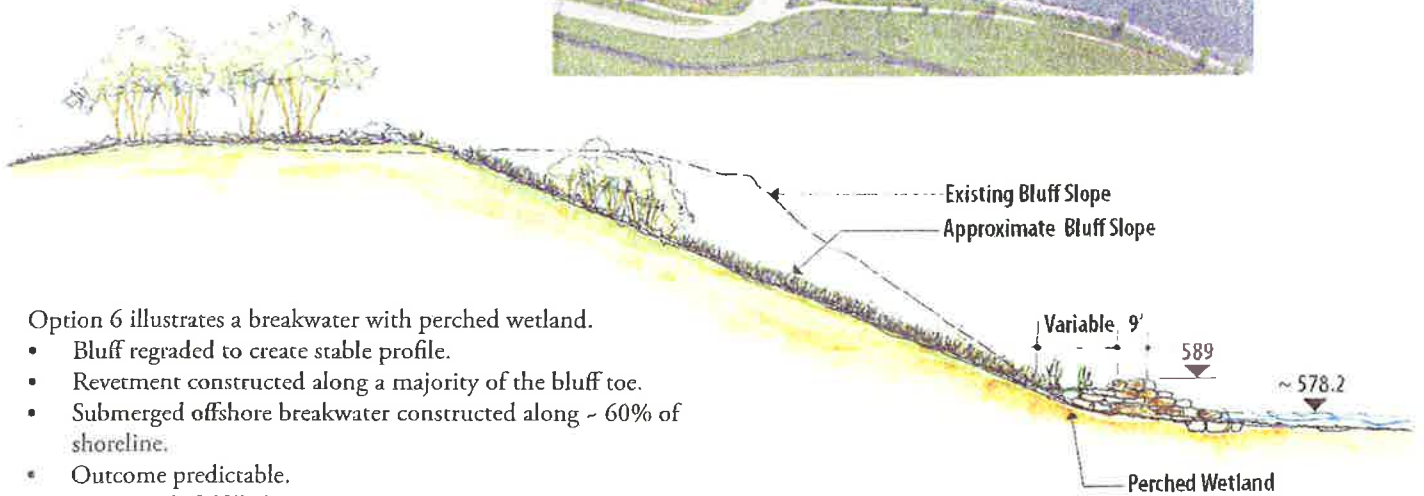 Existing Bluff Slope
Approximate Bluff Slope
Variable 9'
589
~ 578.2
Perched Wetland
Option 6 illustrates a breakwater with perched wetland.
• Bluff regraded to create stable profile.
• Revetment constructed along a majority of the bluff toe.
• Submerged offshore breakwater constructed along ~ 60% of
shoreline.
• Outcome predictable.